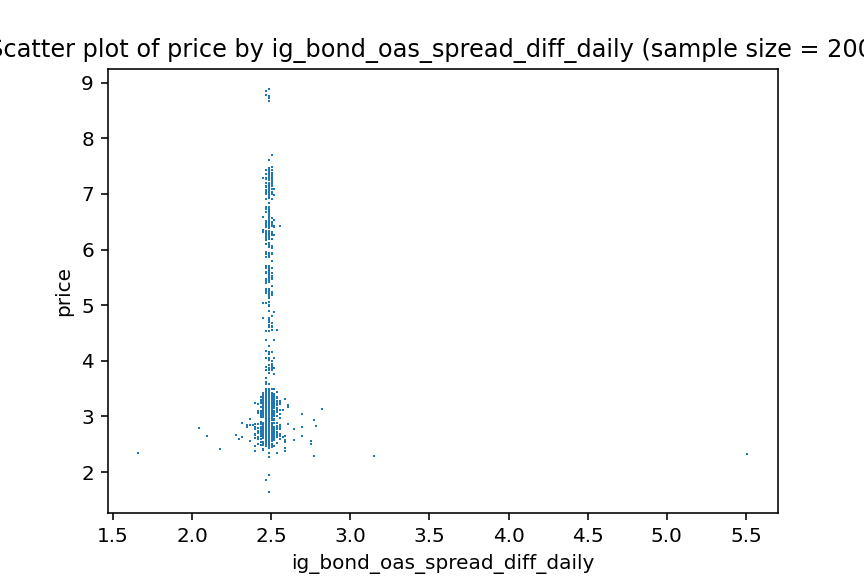 Scatter plot of price by ig_bond_oas_spread_diff_daily (sample size = 200
9
8
7
6
5
4
3
2
price
1.5 2.0 2.5 3.0 3.5 4.0 4.5 5.0 5.5
ig_bond_oas_spread_diff_daily